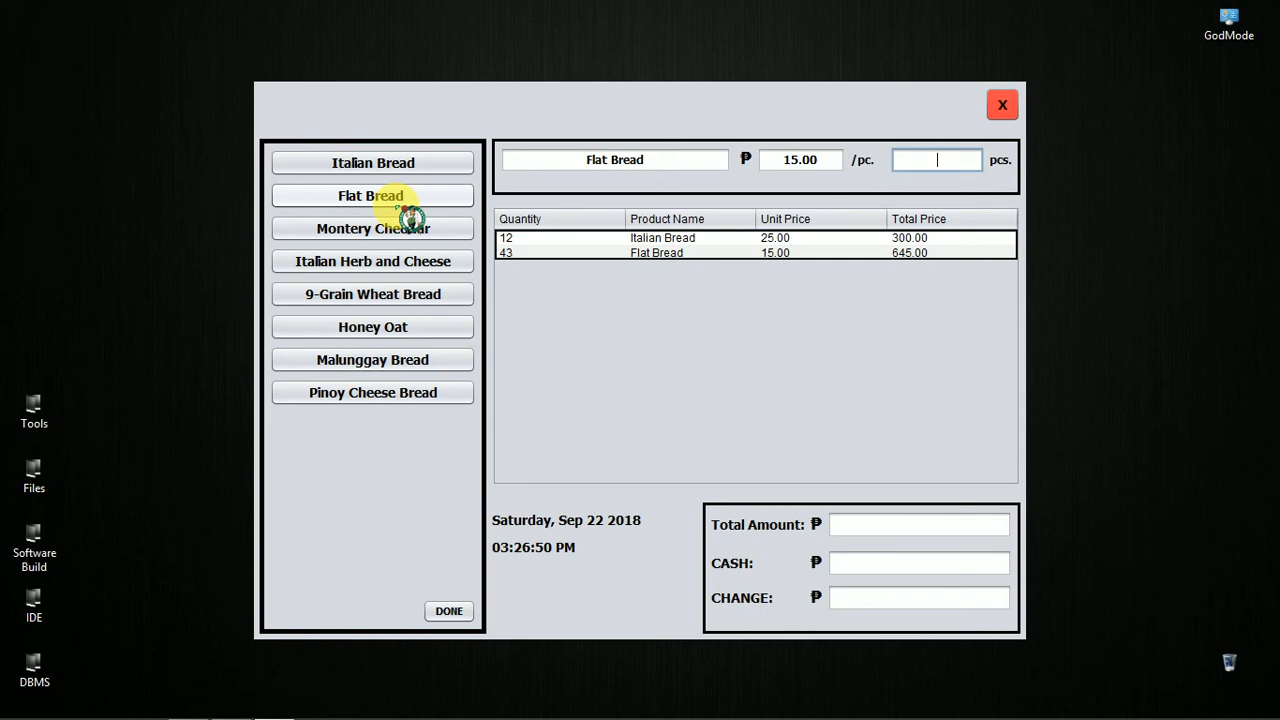 GodMode
X
Italian Bread
Flat Bread
Montery Cheddar
Italian Herb and Cheese
9-Grain Wheat Bread
Honey Oat
Malunggay Bread
Pinoy Cheese Bread
DONE
Flat Bread ₱ 15.00 /pc. pcs.
Quantity Product Name Unit Price Total Price
12 Italian Bread 25.00 300.00
43 Flat Bread 15.00 645.00
Saturday, Sep 22 2018
03:26:50 PM
Total Amount: ₱
CASH: ₱
CHANGE: ₱
Tools
Files
Software
Build
IDE
DBMS